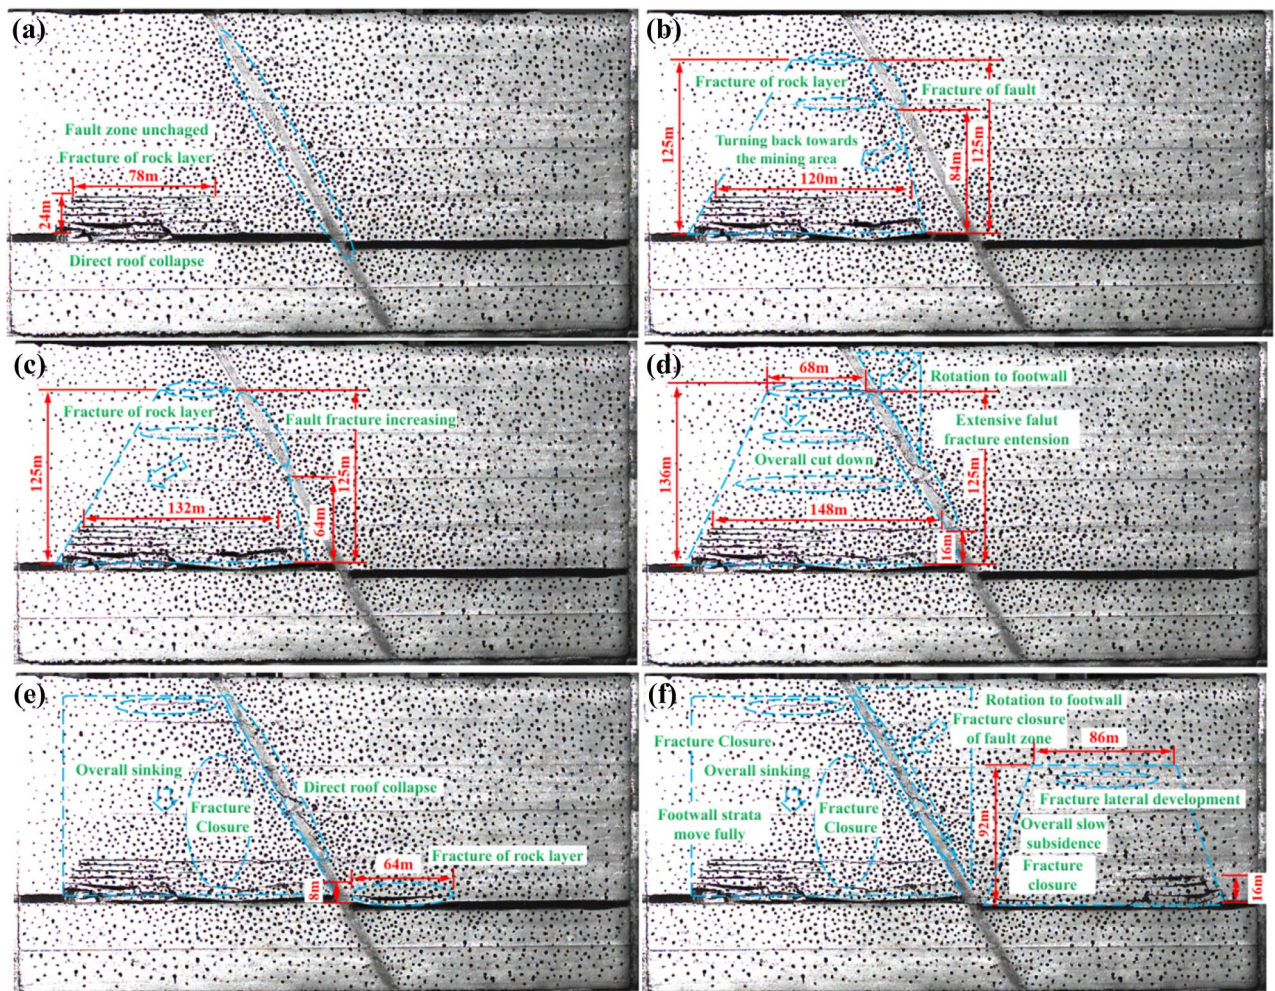 (a)
Fault zone unchaged
Fracture of rock layer
78m
24m
Direct roof collapse
(b)
Fracture of rock layer
Fracture of fault
125m
Turning back towards
the mining area
84m
125m
120m
(c)
Fracture of rock layer
Fault fracture increasing
125m
125m
132m
64m
(d)
68m
Rotation to footwall
Extensive falut
fracture entension
Overall cut down
136m
125m
148m
16m
(e)
Overall sinking
Direct roof collapse
Fracture
Closure
Fracture of rock layer
64m
8m
(f)
Rotation to footwall
Fracture closure
of fault zone
Fracture Closure
86m
Overall sinking
Fracture lateral development
Footwall strata
move fully
Fracture
Closure
92m
Overall slow
subsidence
Fracture
closure
16m